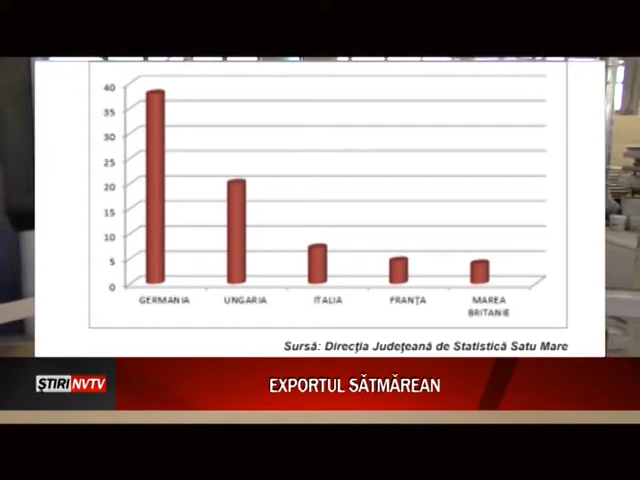 40
35
30
25
20
15
10
5
0
GERMANIA UNGARIA ITALIA FRANȚA MAREA
BRITANIE
Sursă: Direcția Județeană de Statistică Satu Mare
ȘTIRI NVTV
EXPORTUL SĂTMĂREAN